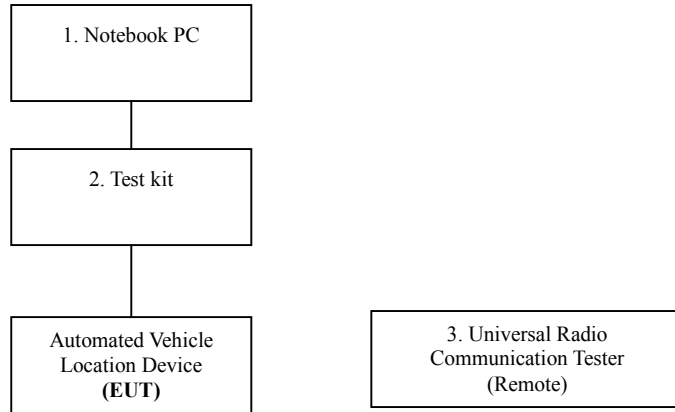 1. Notebook PC
2. Test kit
Automated Vehicle
Location Device
(EUT)
3. Universal Radio
Communication Tester
(Remote)